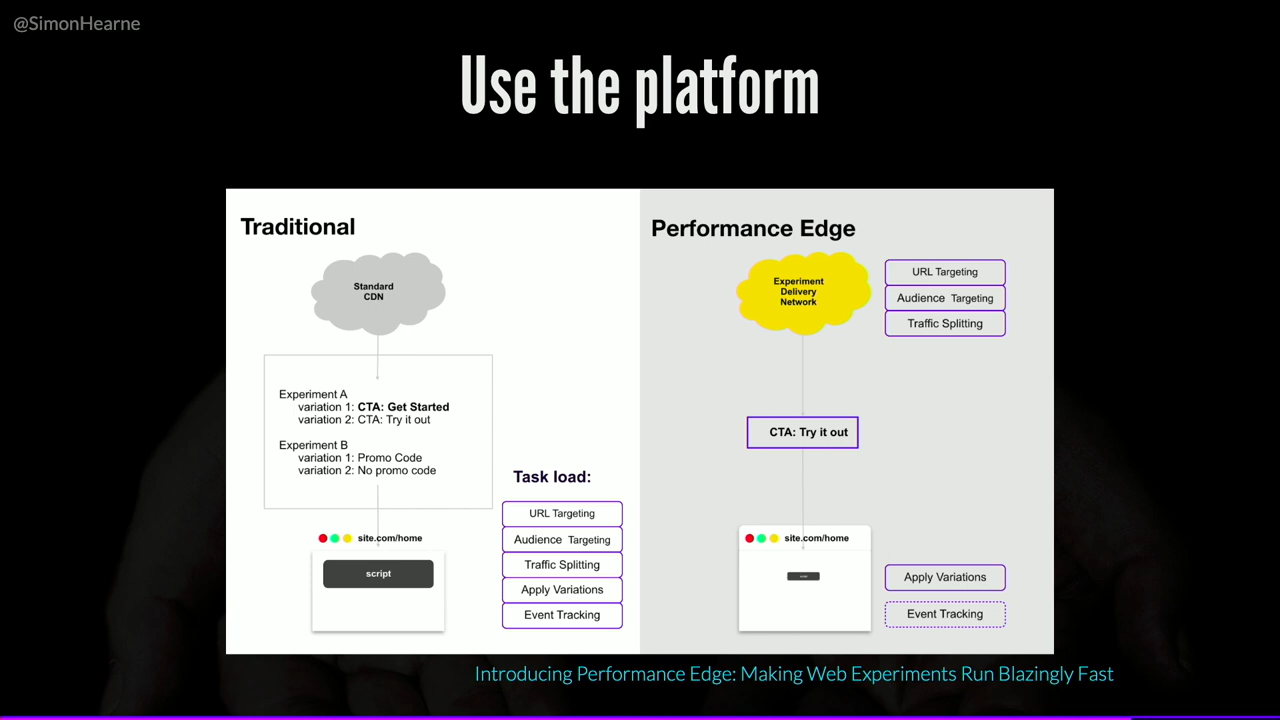 @SimonHearne
Use the platform
Traditional
Standard
CDN
Experiment A
variation 1: CTA: Get Started
variation 2: CTA: Try it out
Experiment B
variation 1: Promo Code
variation 2: No promo code
site.com/home
script
Task load:
URL Targeting
Audience Targeting
Traffic Splitting
Apply Variations
Event Tracking
Performance Edge
Experiment
Delivery
Network
URL Targeting
Audience Targeting
Traffic Splitting
CTA: Try it out
site.com/home
Apply Variations
Event Tracking
Introducing Performance Edge: Making Web Experiments Run Blazingly Fast